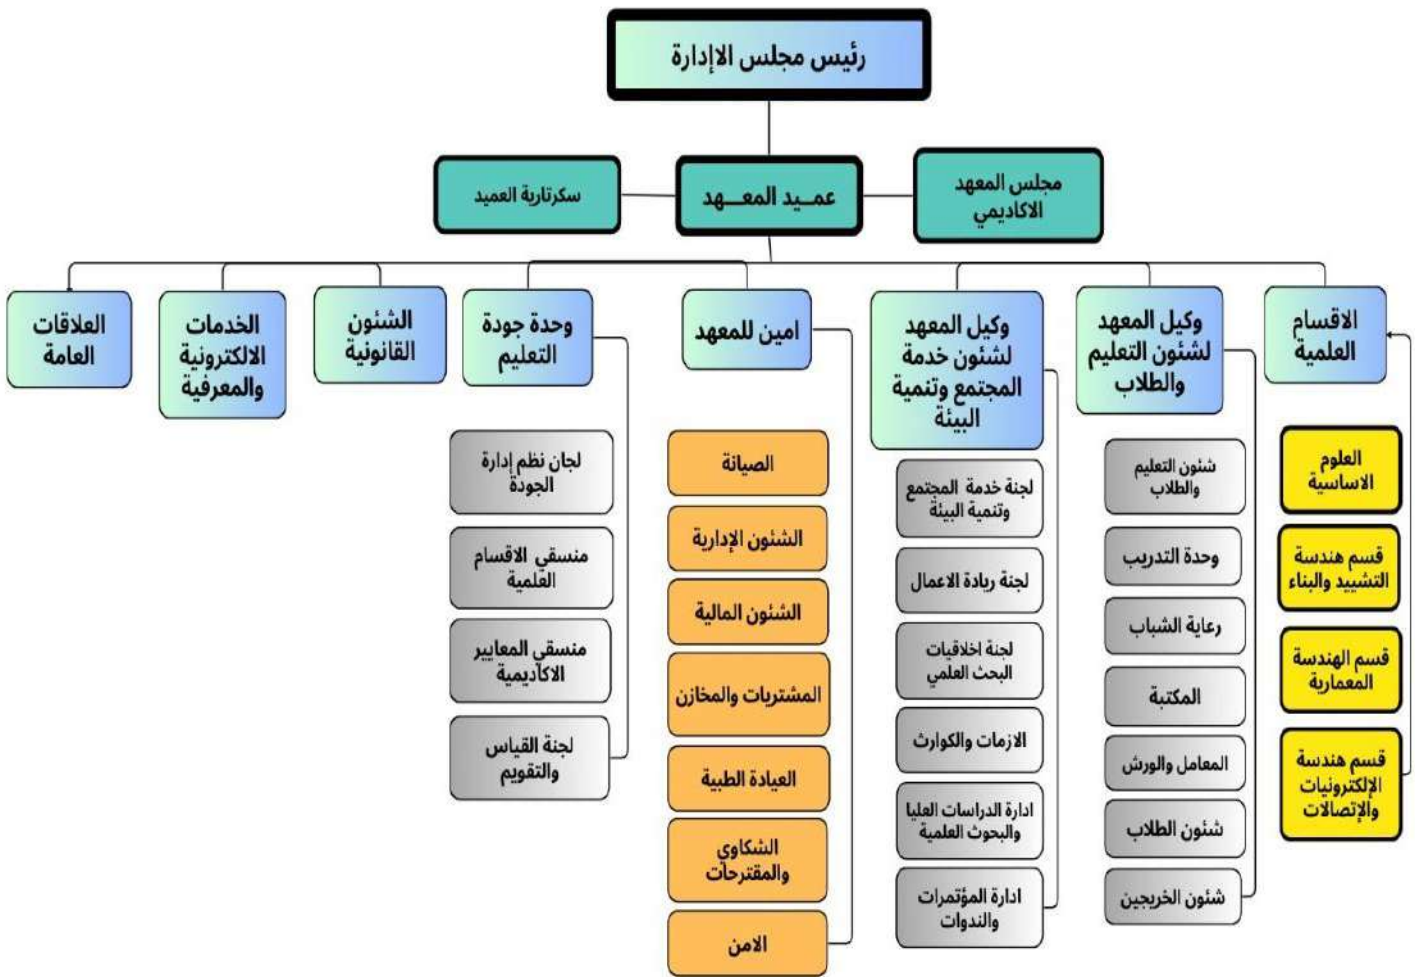 رئيس مجلس الاإدارة
مجلس المعهد
الاكاديمي
عمـيد المعـــهد
سكرتارية العميد
الاقسام
العلمية
وكيل المعهد
لشئون التعليم
والطلاب
وكيل المعهد
لشئون خدمة
المجتمع وتنمية
البيئة
امين للمعهد
وحدة جودة
التعليم
الشئون
القانونية
الخدمات
الالكترونية
والمعرفية
العلاقات
العامة
العلوم
الاساسية
قسم هندسة
التشييد والبناء
قسم الهندسة
المعمارية
قسم هندسة
الإلكترونيات
والإتصالات
شئون التعليم
والطلاب
وحدة التدريب
رعاية الشباب
المكتبة
المعامل والورش
شئون الطلاب
شئون الخريجين
لجنة خدمة المجتمع
وتنمية البيئة
لجنة ريادة الاعمال
لجنة اخلاقيات
البحث العلمي
الازمات والكوارث
ادارة الدراسات العليا
والبحوث العلمية
ادارة المؤتمرات
والندوات
الصيانة
الشئون الإدارية
الشئون المالية
المشتريات والمخازن
العيادة الطبية
الشكاوي
والمقترحات
الامن
لجان نظم إدارة
الجودة
منسقي الاقسام
العلمية
منسقي المعايير
الاكاديمية
لجنة القياس
والتقويم